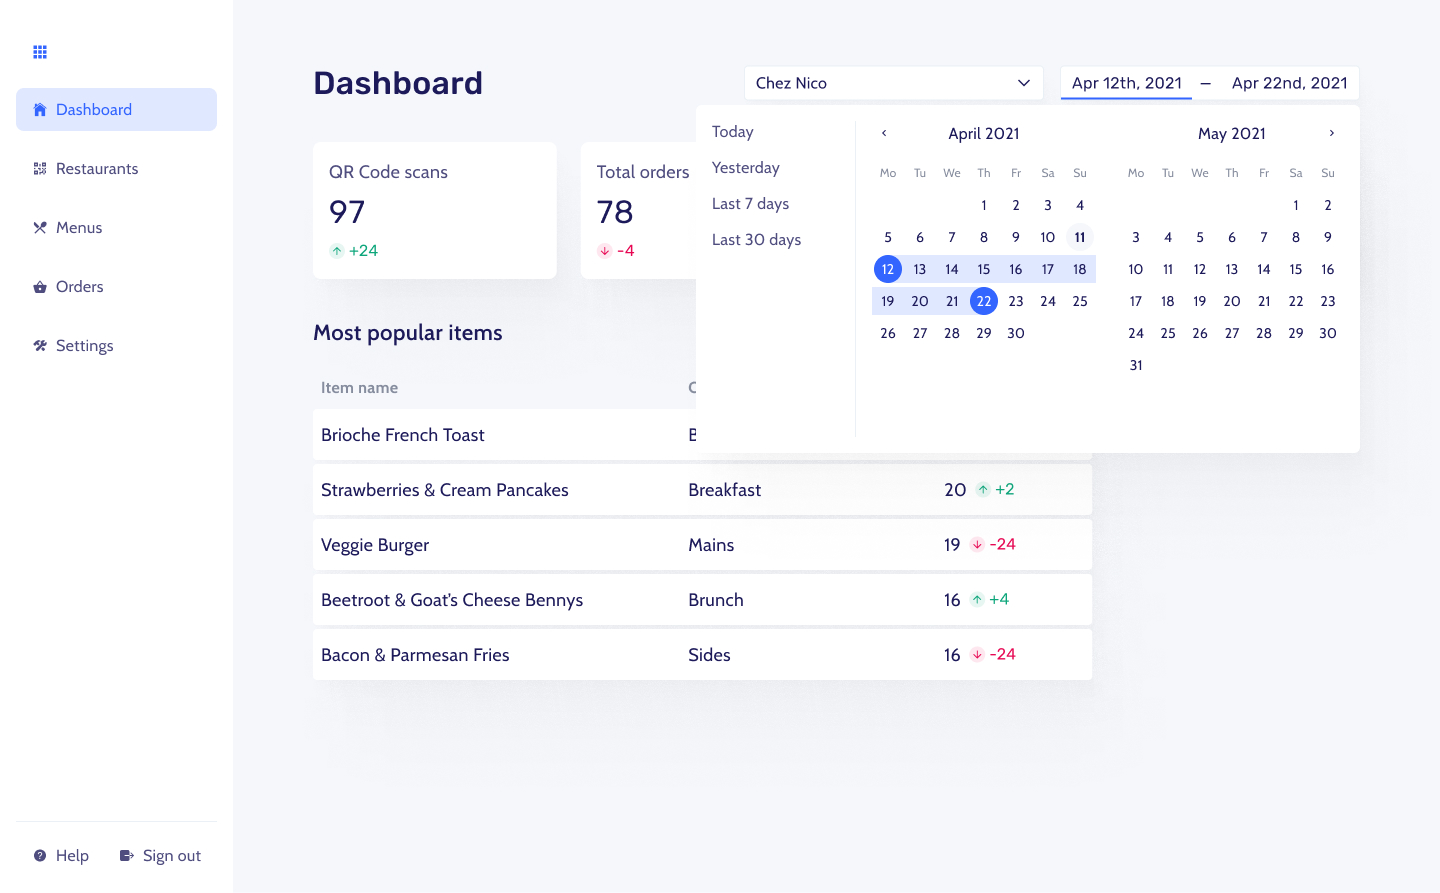 Dashboard
Restaurants
Menus
Orders
Settings
Help
Sign out
Dashboard
Chez Nico
Apr 12th, 2021 – Apr 22nd, 2021
QR Code scans
97
+24
Total orders
78
-4
Today
Yesterday
Last 7 days
Last 30 days
April 2021
Mo Tu We Th Fr Sa Su
1 2 3 4
5 6 7 8 9 10 11
12 13 14 15 16 17 18
19 20 21 22 23 24 25
26 27 28 29 30
May 2021
Mo Tu We Th Fr Sa Su
1 2
3 4 5 6 7 8 9
10 11 12 13 14 15 16
17 18 19 20 21 22 23
24 25 26 27 28 29 30
31
Most popular items
Item name
Brioche French Toast
Strawberries & Cream Pancakes Breakfast 20 +2
Veggie Burger Mains 19 -24
Beetroot & Goat's Cheese Bennys Brunch 16 +4
Bacon & Parmesan Fries Sides 16 -24